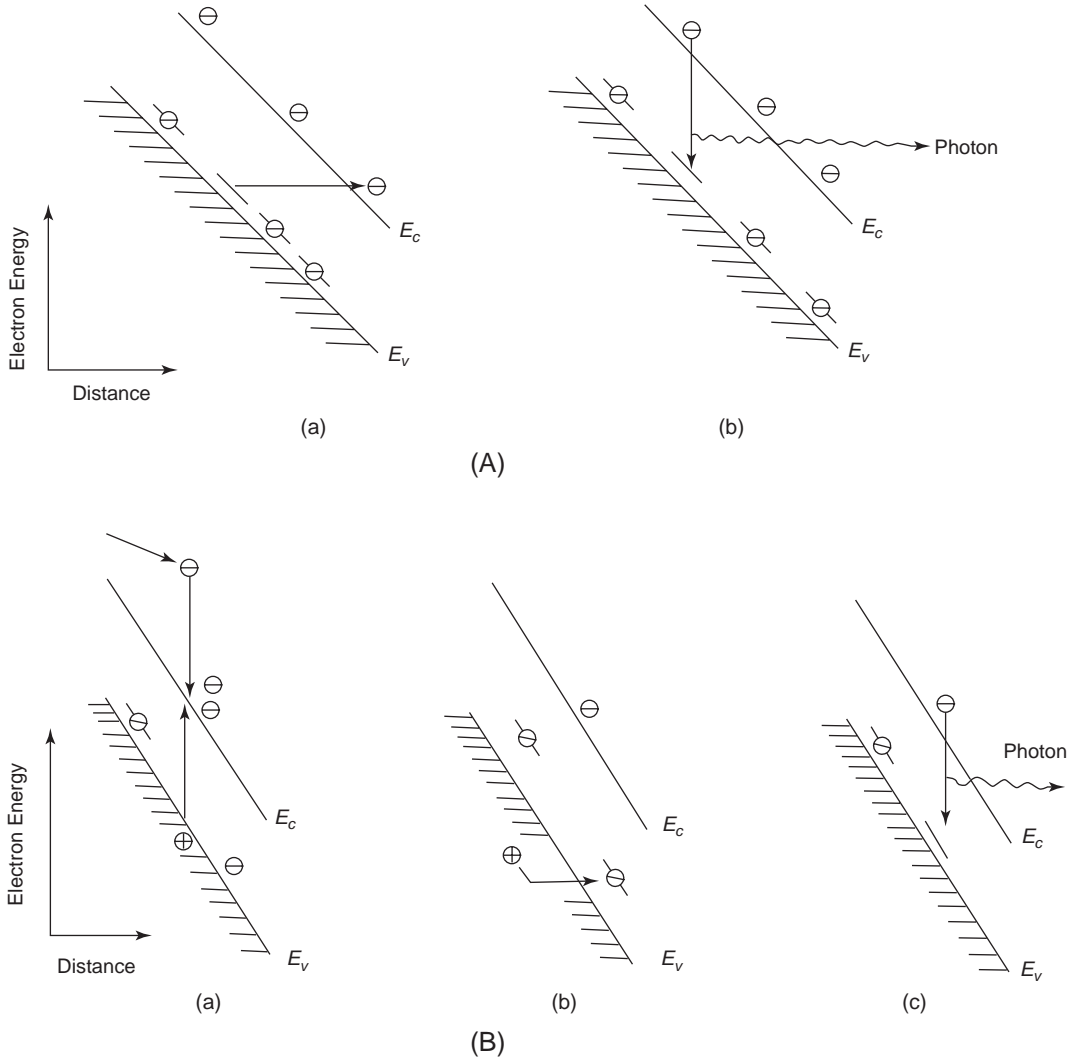 Photon
E_c
E_c
Electron Energy
E_v
E_v
Distance
(a)
(b)
(A)
Photon
Electron Energy
E_c
E_c
E_c
Distance
E_v
E_v
E_v
(a)
(b)
(c)
(B)